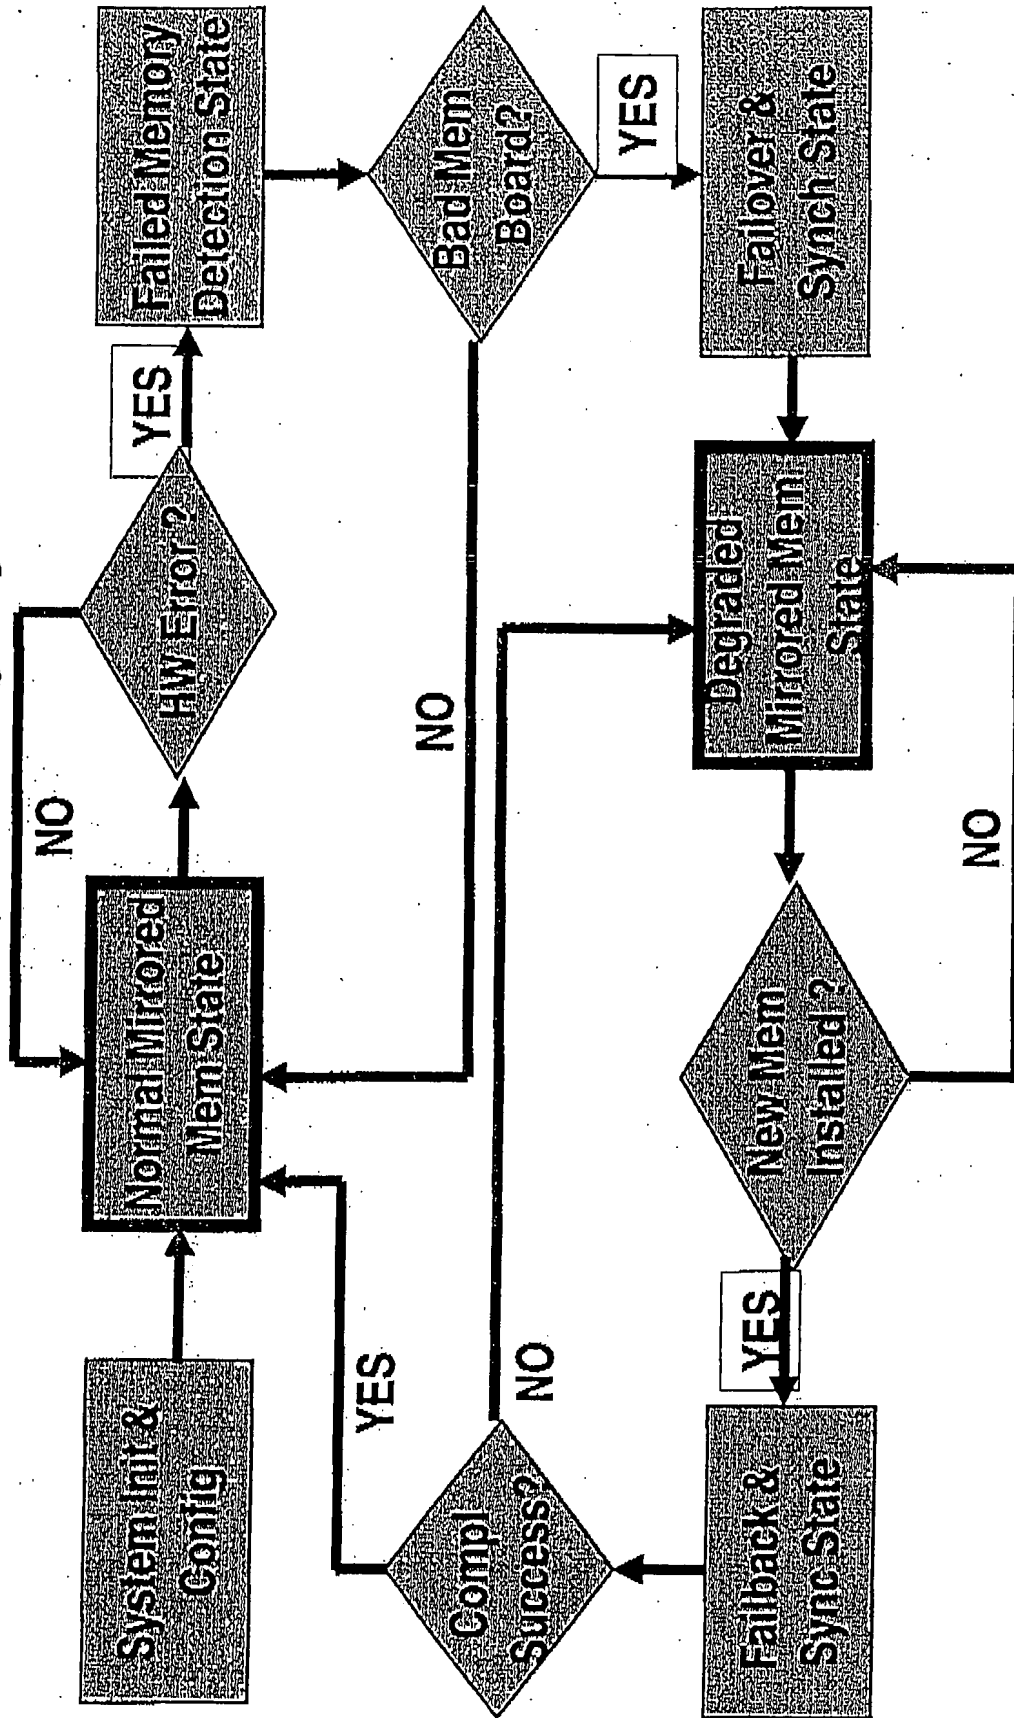 System Init &
Config
Normal Mirrored
Mem State
NO
HW Error ?
YES
Failed Memory
Detection State
Compl
Success?
YES
NO
NO
Bad Mem
Board?
YES
Failback &
Sync State
YES
New Mem
Installed ?
NO
Degraded
Mirrored Mem
State
Failover &
Synch State